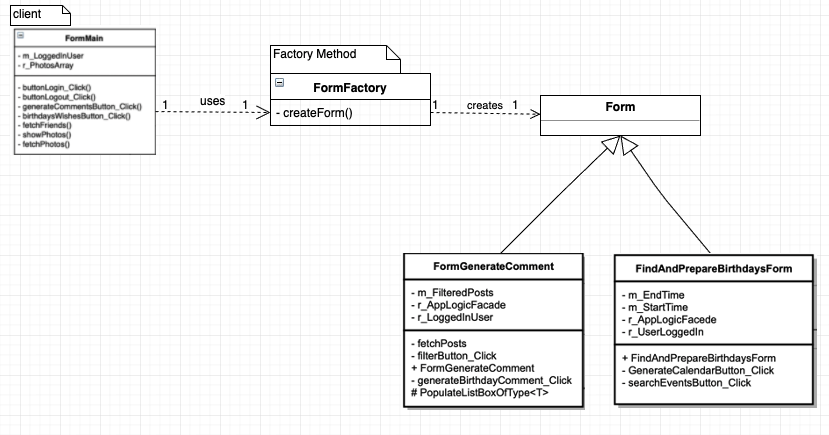 client
FormMain
- m_LoggedInUser
- r_PhotosArray
- buttonLogin_Click()
- buttonLogout_Click()
- generateCommentsButton_Click()
- birthdaysWishesButton_Click()
- fetchFriends()
- showPhotos()
- fetchPhotos()
1 uses 1
Factory Method
FormFactory
- createForm()
1 creates 1
Form
FormGenerateComment
- m_FilteredPosts
- r_AppLogicFacade
- r_LoggedInUser
- fetchPosts
- filterButton_Click
+ FormGenerateComment
- generateBirthdayComment_Click
# PopulateListBoxOfType<T>
FindAndPrepareBirthdaysForm
- m_EndTime
- m_StartTime
- r_AppLogicFacede
- r_UserLoggedIn
+ FindAndPrepareBirthdaysForm
- GenerateCalendarButton_Click
- searchEventsButton_Click